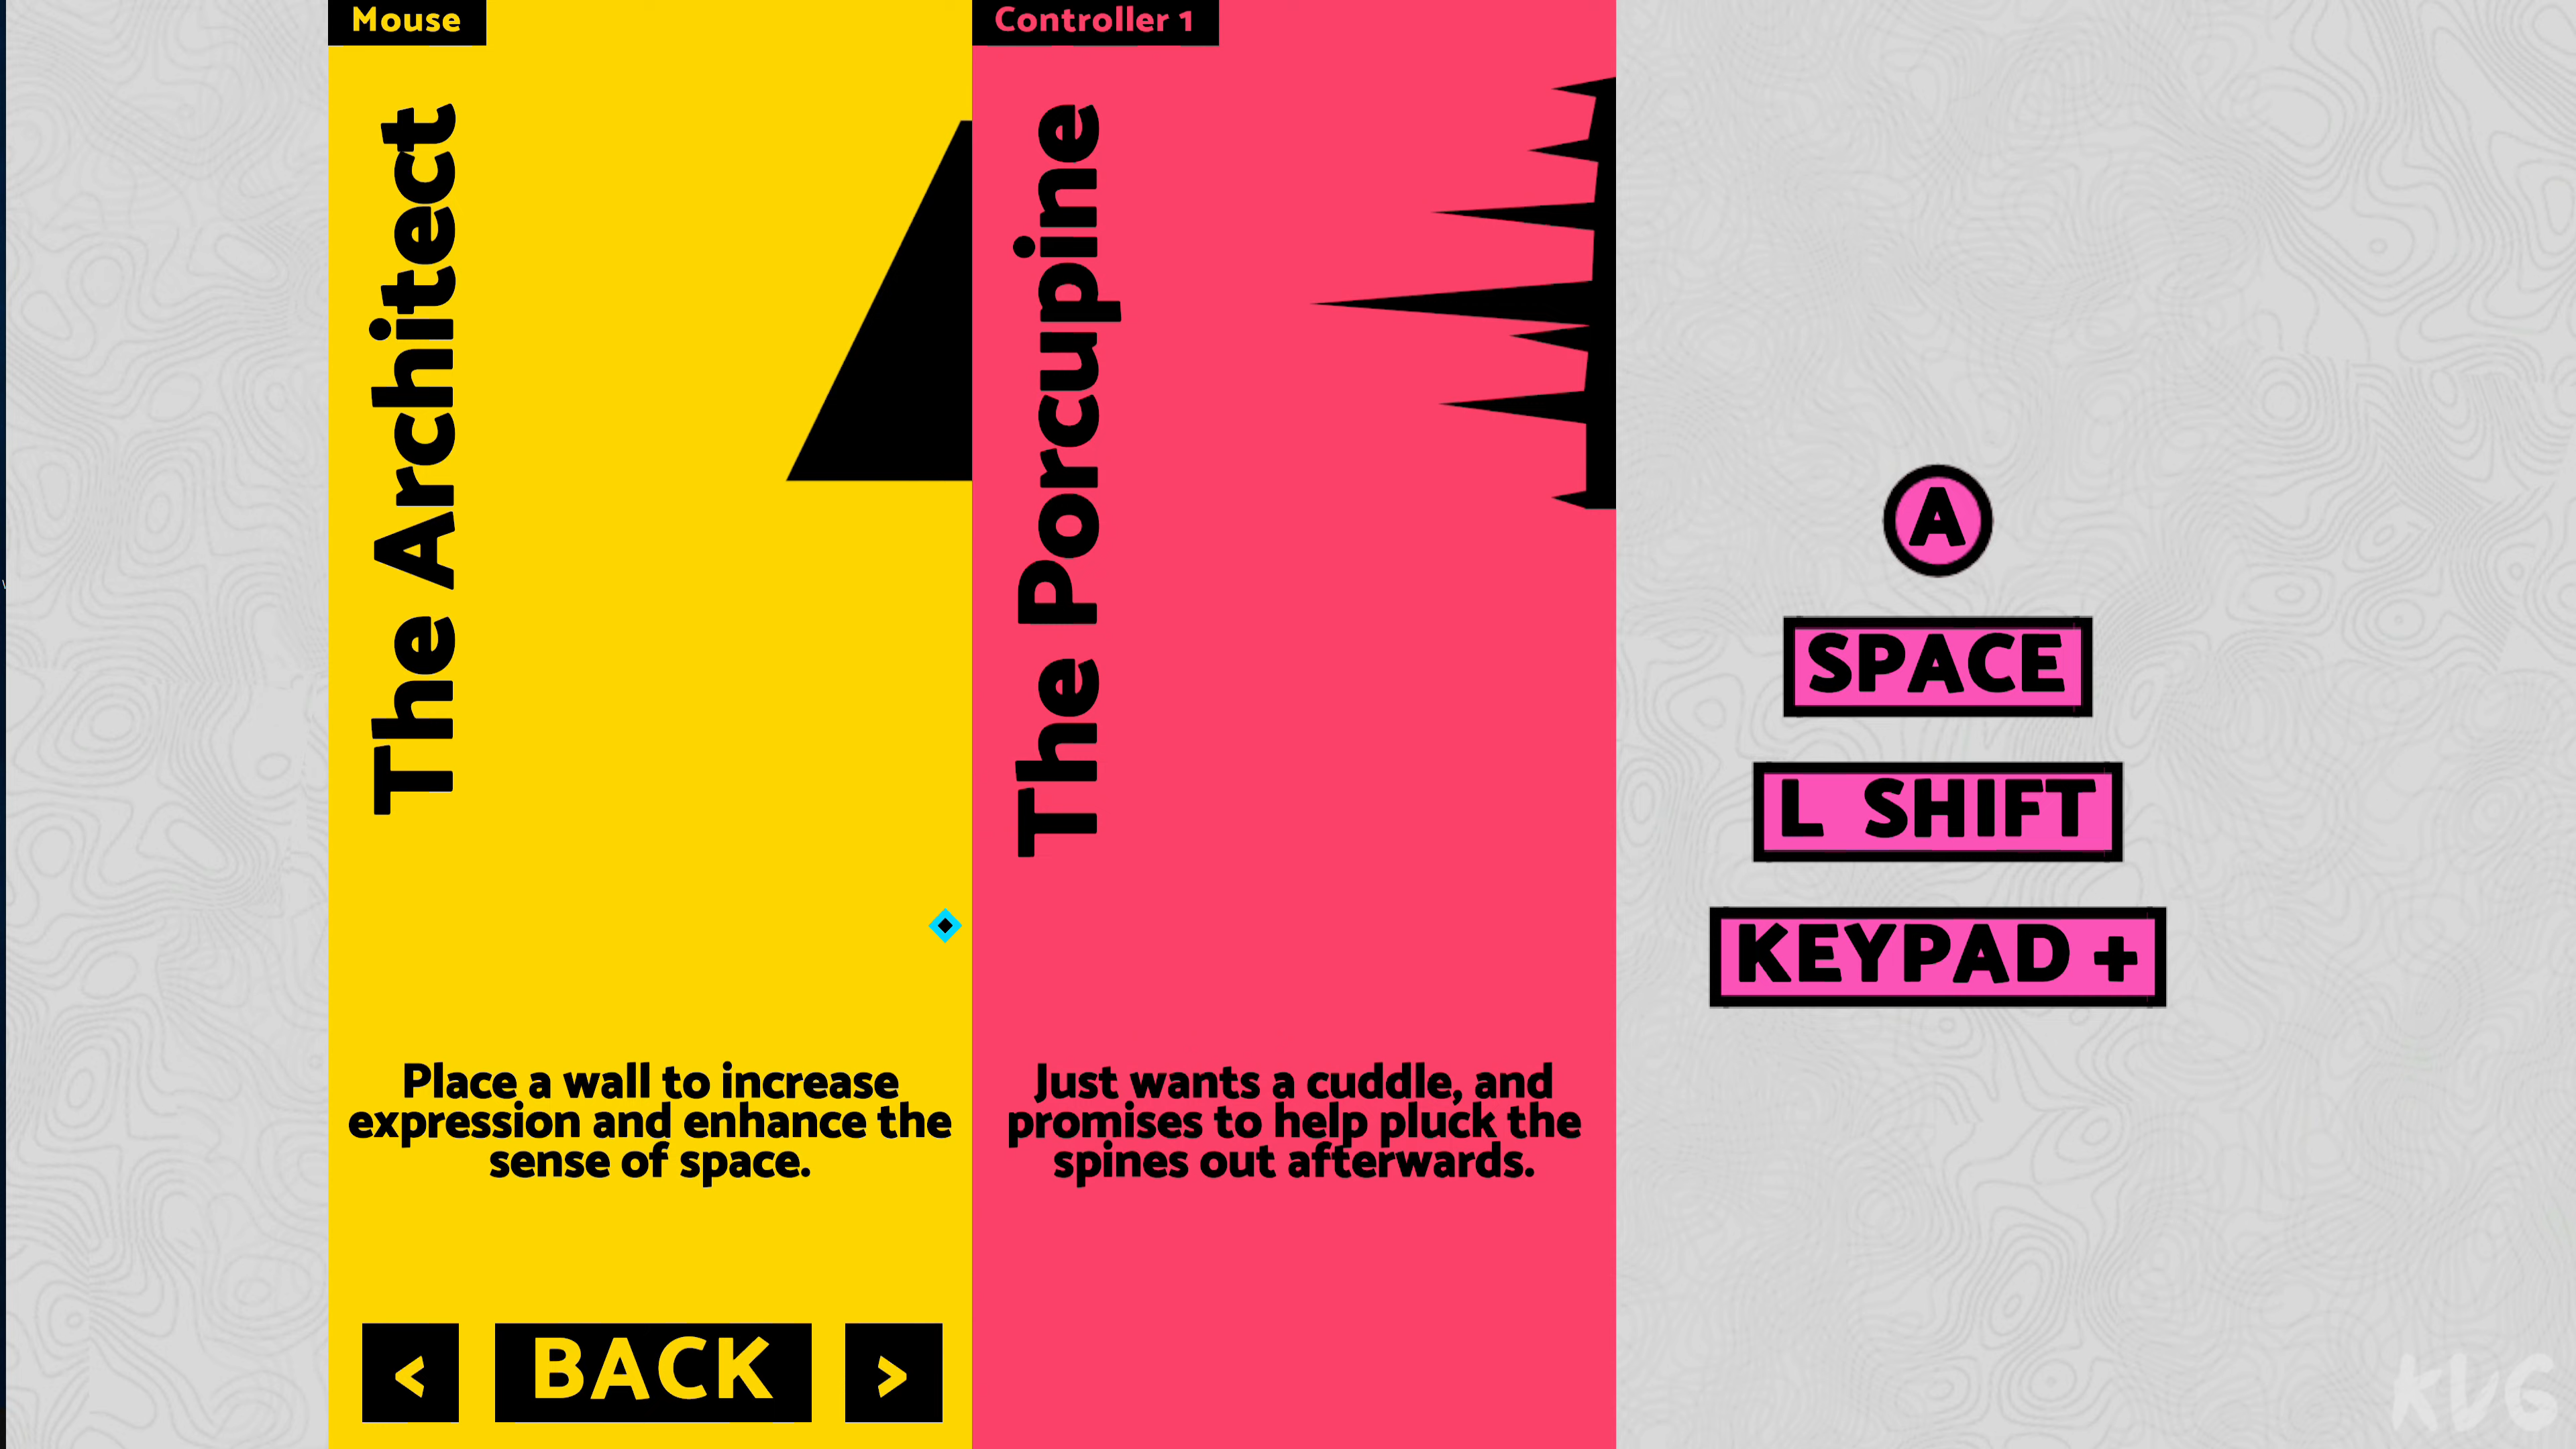 Mouse
The Architect
Place a wall to increase
expression and enhance the
sense of space.
<
BACK
>
Controller 1
The Porcupine
Just wants a cuddle, and
promises to help pluck the
spines out afterwards.
A
SPACE
L SHIFT
KEYPAD +
KVG